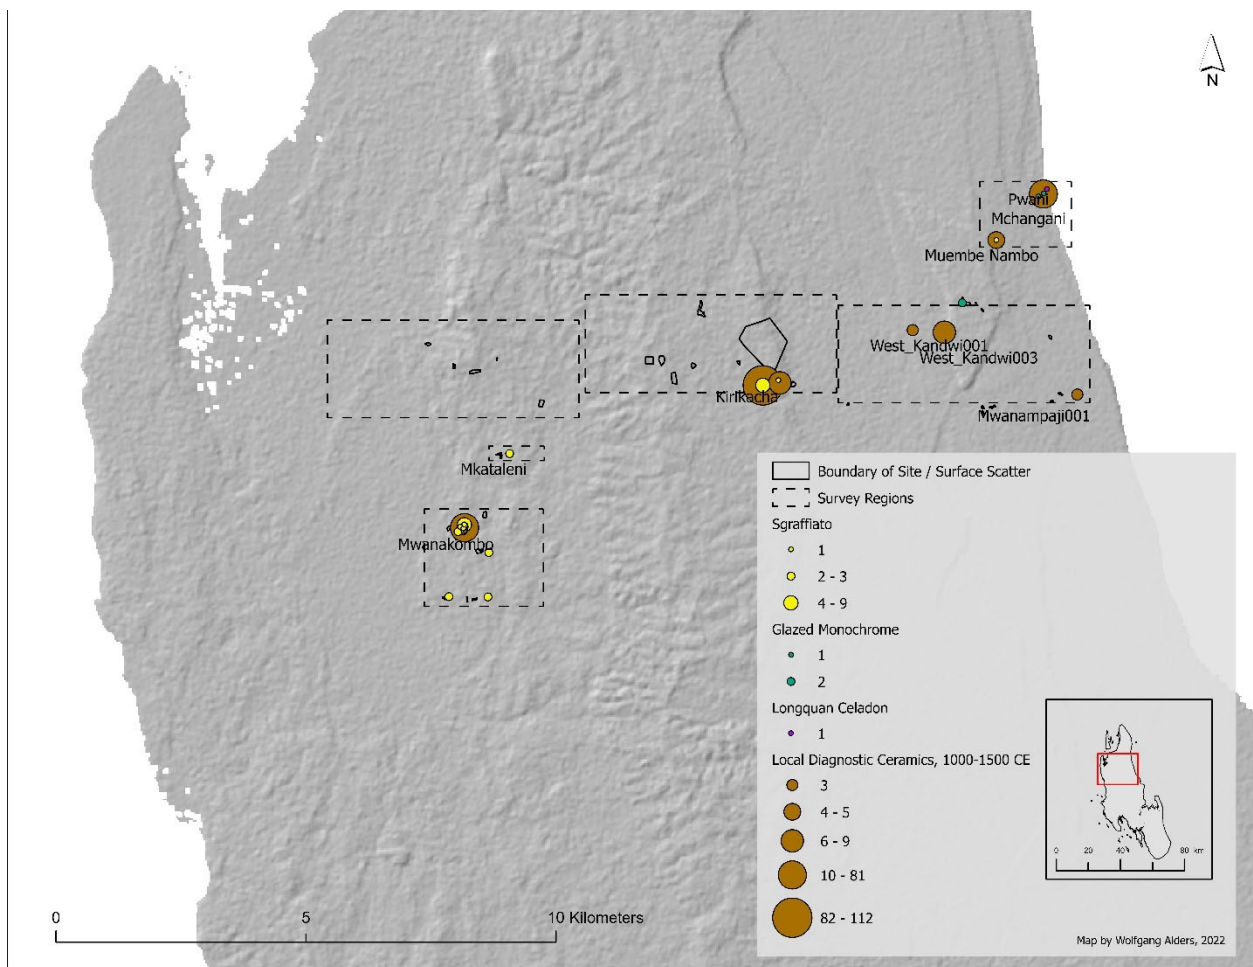 N
Pwani
Mchangani
Muembe Nambo
West_Kandwi001
West_Kandwi003
Kirikacha
Mwanampaji001
Mkataleni
Mwanakombo
Boundary of Site / Surface Scatter
Survey Regions
Sgraffiato
1
2 - 3
4 - 9
Glazed Monochrome
1
2
Longquan Celadon
1
Local Diagnostic Ceramics, 1000-1500 CE
3
4 - 5
6 - 9
10 - 81
82 - 112
0 20 40 80 km
Map by Wolfgang Alders, 2022
0 5 10 Kilometers